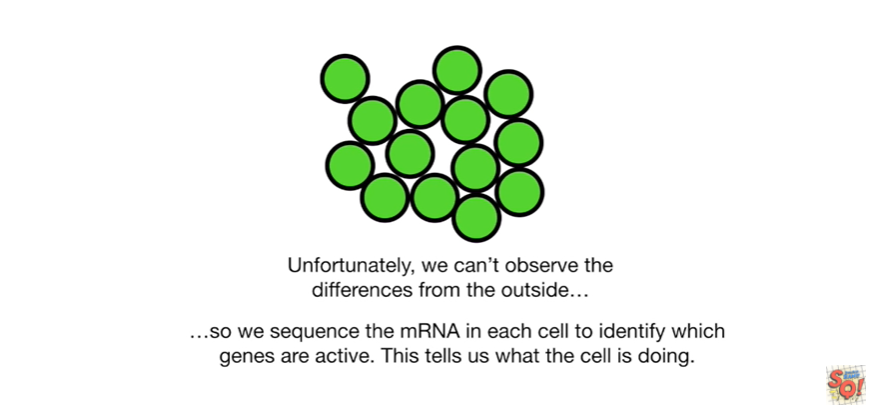 Unfortunately, we can't observe the
differences from the outside…
…so we sequence the mRNA in each cell to identify which
genes are active. This tells us what the cell is doing.
SQ!